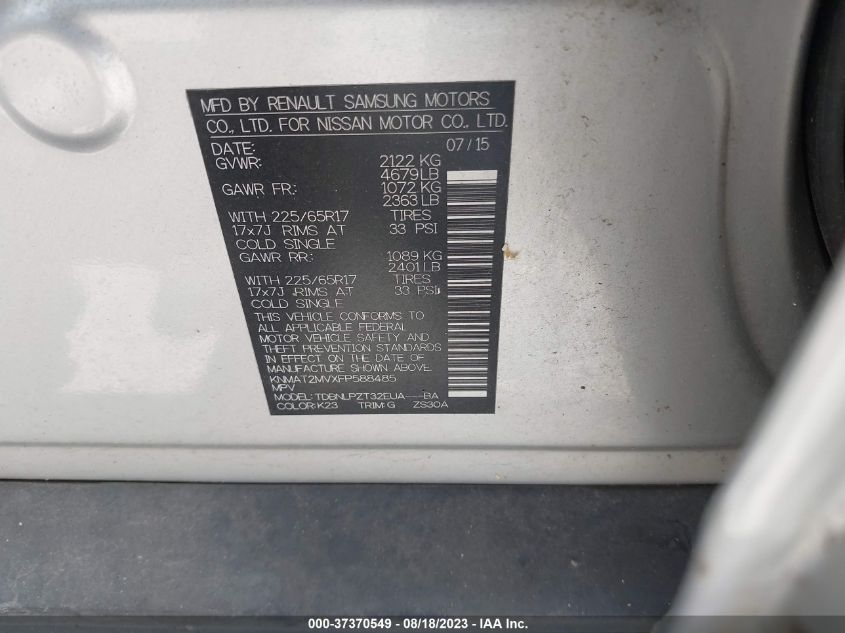 MFD BY RENAULT SAMSUNG MOTORS
CO., LTD. FOR NISSAN MOTOR CO., LTD.
DATE: 07/15
GVWR: 2122 KG
4679LB
GAWR FR: 1072 KG
2363 LB
WITH 225/65R17 TIRES
17x7J RIMS AT 33 PSI
COLD SINGLE
GAWR RR: 1089 KG
2401LB
WITH 225/65R17 TIRES
17x7J RIMS AT 33 PSI
COLD SINGLE
THIS VEHICLE CONFORMS TO
ALL APPLICABLE FEDERAL
MOTOR VEHICLE SAFETY AND
THEFT PREVENTION STANDARDS
IN EFFECT ON THE DATE OF
MANUFACTURE SHOWN ABOVE.
KNMAT2MVXFP588485
MPV
MODEL: TDBNLPZT32EUA---BA
COLOR:K23 TRIM:G ZS30A
000-37370549 - 08/18/2023 - IAA Inc.